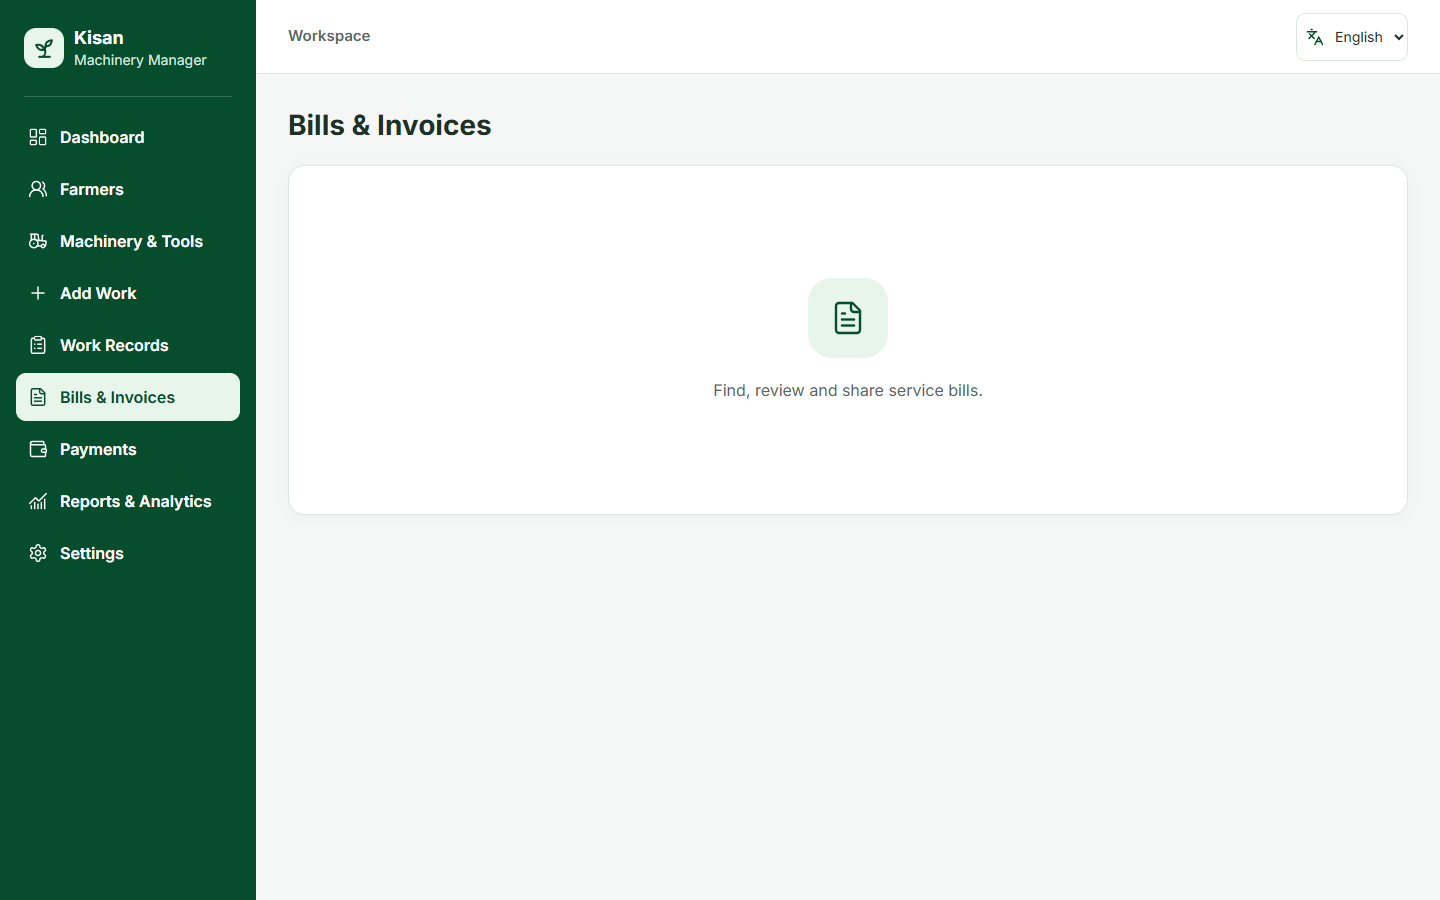 Kisan
Machinery Manager
Dashboard
Farmers
Machinery & Tools
Add Work
Work Records
Bills & Invoices
Payments
Reports & Analytics
Settings
Workspace
English
Bills & Invoices
Find, review and share service bills.